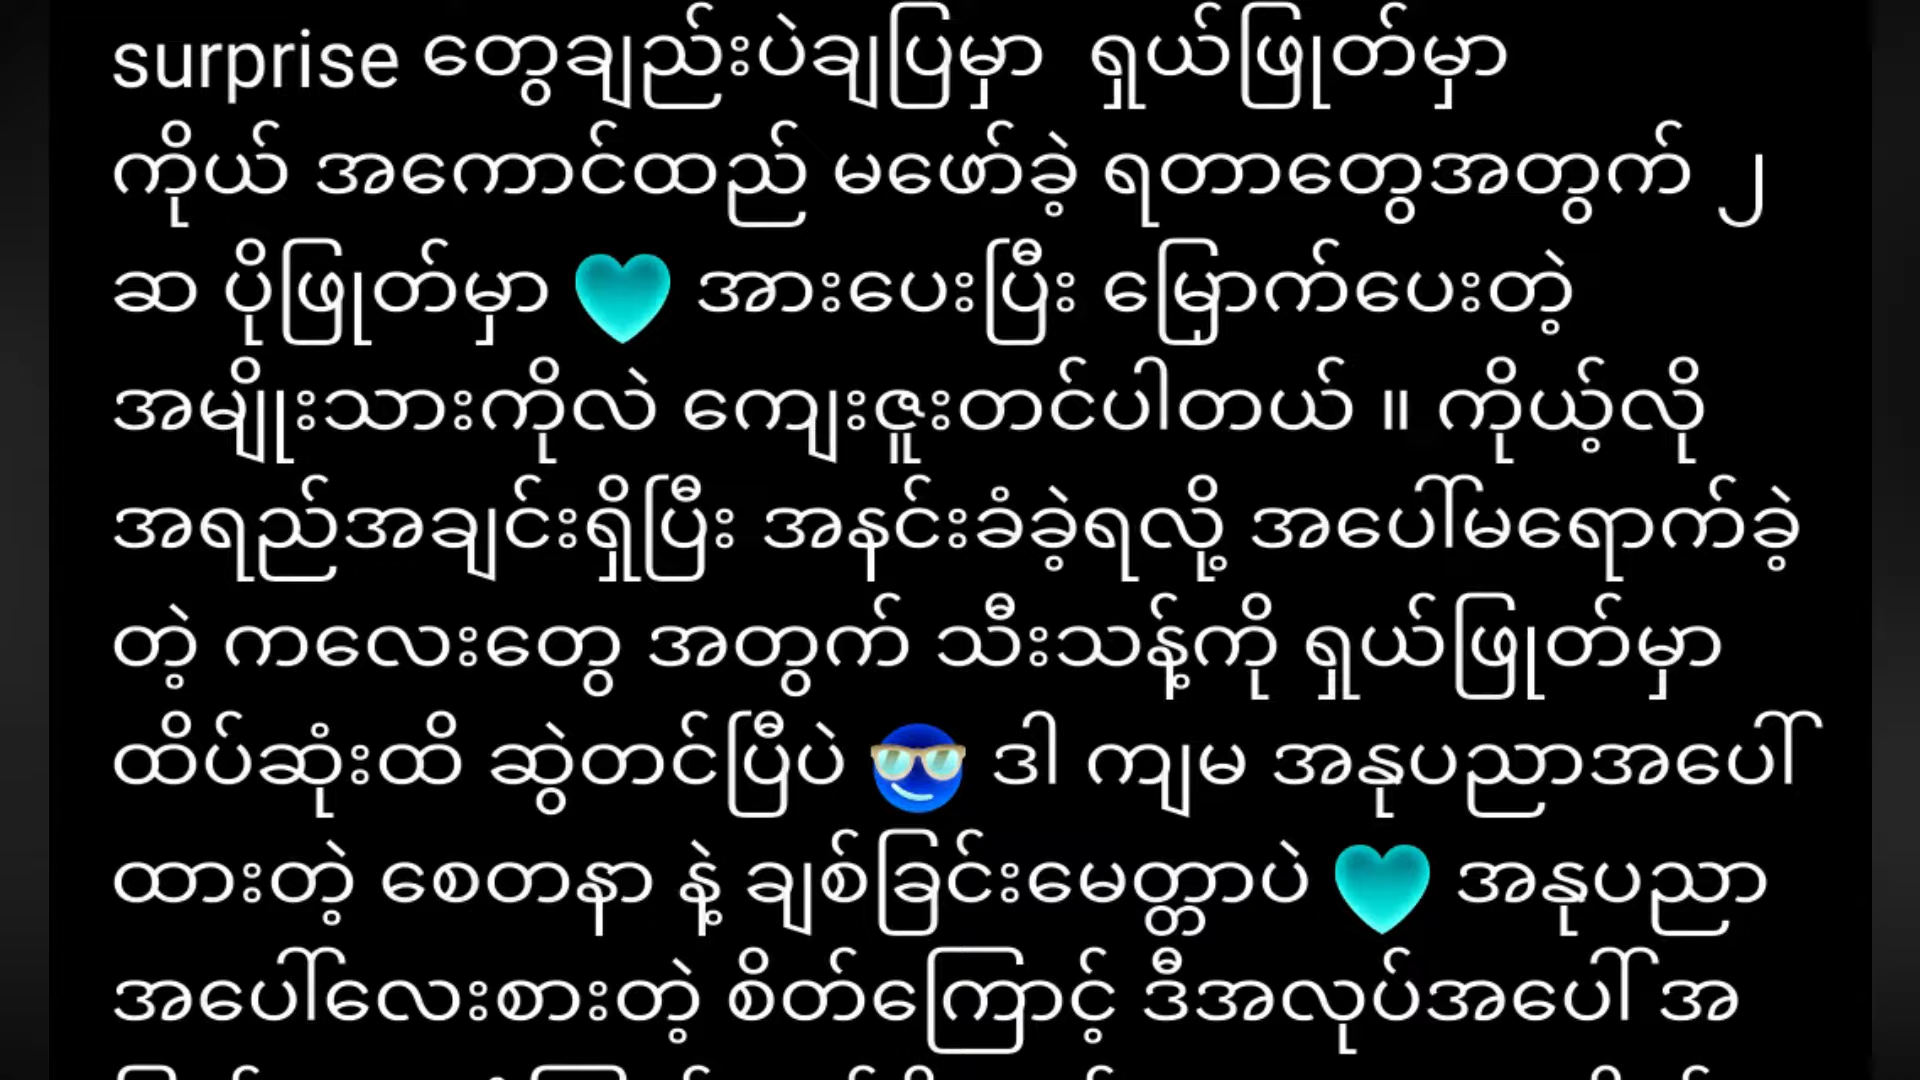 surprise တွေချည်းပဲချပြမှာ ရှယ်ဖြုတ်မှာ
ကိုယ် အကောင်ထည် မဖော်ခဲ့ ရတာတွေအတွက် ၂
ဆ ပိုဖြုတ်မှာ 🩵 အားပေးပြီး မြှောက်ပေးတဲ့
အမျိုးသားကိုလဲ ကျေးဇူးတင်ပါတယ် ။ ကိုယ့်လို
အရည်အချင်းရှိပြီး အနင်းခံခဲ့ရလို့ အပေါ်မရောက်ခဲ့
တဲ့ ကလေးတွေ အတွက် သီးသန့်ကို ရှယ်ဖြုတ်မှာ
ထိပ်ဆုံးထိ ဆွဲတင်ပြီပဲ 😎 ဒါ ကျမ အနုပညာအပေါ်
ထားတဲ့ စေတနာ နဲ့ ချစ်ခြင်းမေတ္တာပဲ 🩵 အနုပညာ
အပေါ်လေးစားတဲ့ စိတ်ကြောင့် ဒီအလုပ်အပေါ် အ